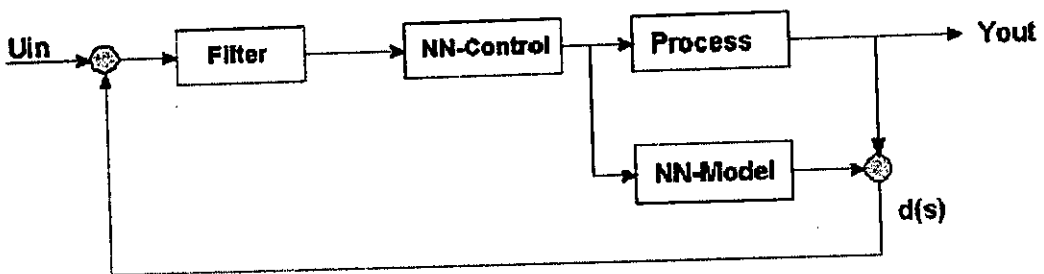 Uin
Filter
NN-Control
Process
Yout
NN-Model
d(s)